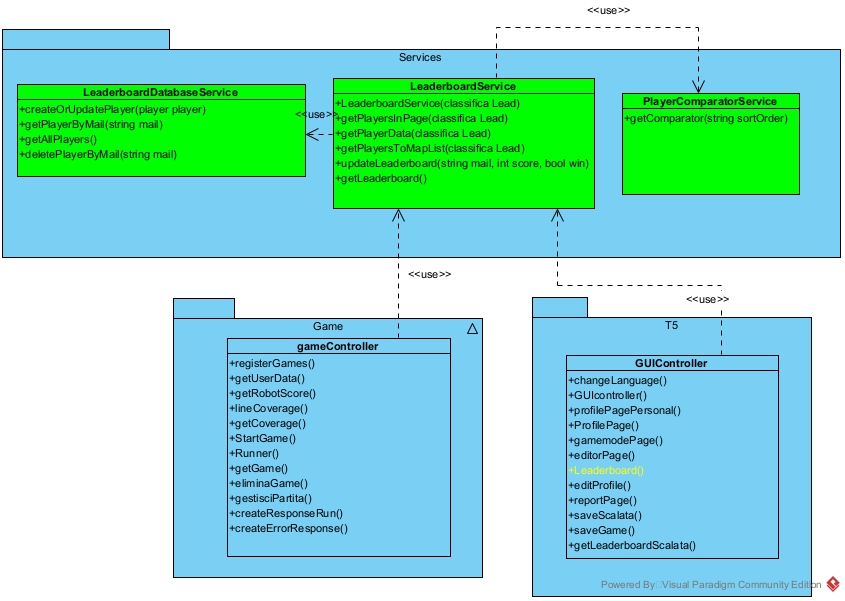 <<use>>
Services
LeaderboardDatabaseService
+createOrUpdatePlayer(player player)
+getPlayerByMail(string mail)
+getAllPlayers()
+deletePlayerByMail(string mail)
<<use>>
LeaderboardService
+LeaderboardService(classifica Lead)
+getPlayersInPage(classifica Lead)
+getPlayerData(classifica Lead)
+getPlayersToMapList(classifica Lead)
+updateLeaderboard(string mail, int score, bool win)
+getLeaderboard()
PlayerComparatorService
+getComparator(string sortOrder)
<<use>>
<<use>>
Game
gameController
+registerGames()
+getUserData()
+getRobotScore()
+lineCoverage()
+getCoverage()
+StartGame()
+Runner()
+getGame()
+eliminaGame()
+gestisciPartita()
+createResponseRun()
+createErrorResponse()
T5
GUIController
+changeLanguage()
+GUIcontroller()
+profilePagePersonal()
+ProfilePage()
+gamemodePage()
+editorPage()
+Leaderboard()
+editProfile()
+reportPage()
+saveScalata()
+saveGame()
+getLeaderboardScalata()
Powered By: Visual Paradigm Community Edition